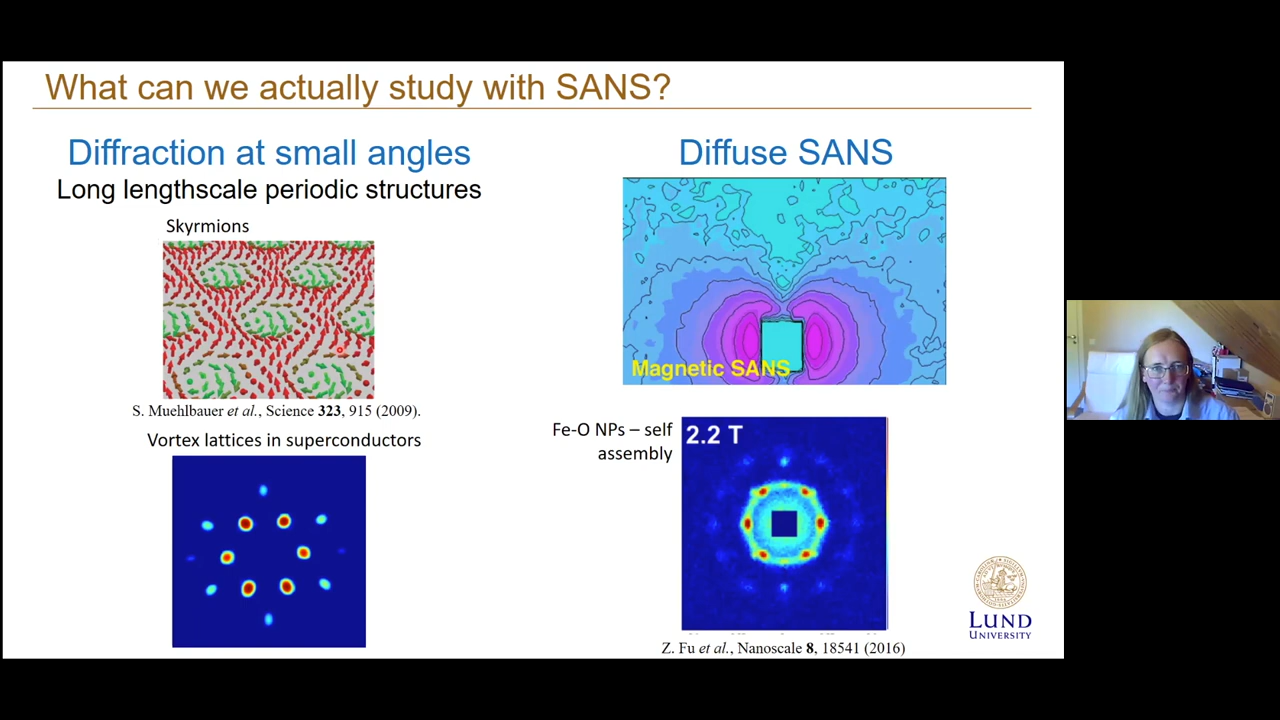 What can we actually study with SANS?
Diffraction at small angles
Long lengthscale periodic structures
Skyrmions
S. Muehlbauer et al., Science 323, 915 (2009).
Vortex lattices in superconductors
Diffuse SANS
Magnetic SANS
Fe-O NPs – self
assembly
2.2 T
Z. Fu et al., Nanoscale 8, 18541 (2016)
LUND
UNIVERSITY